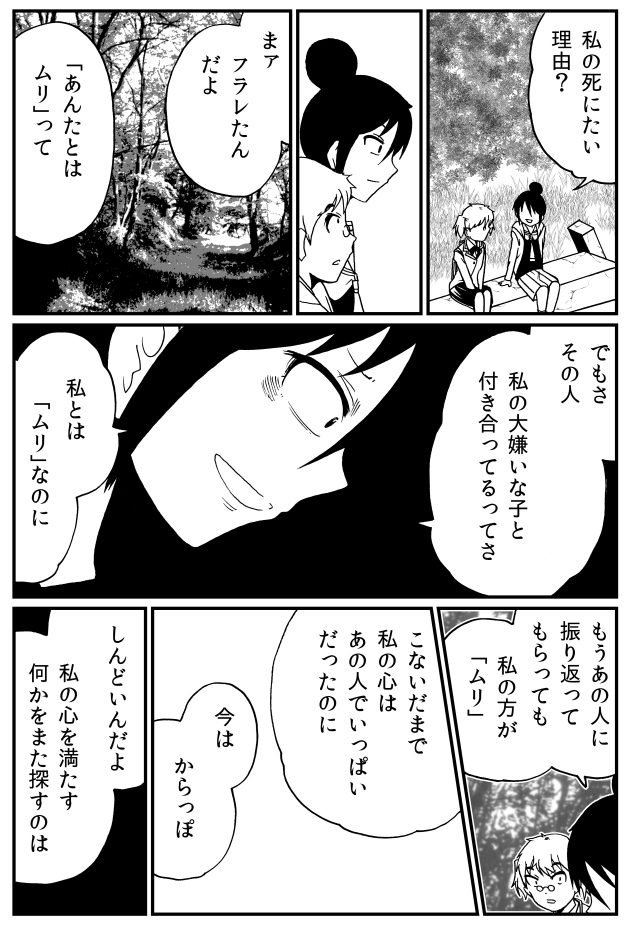 私の死にたい
理由？
まァ
フラレたん
だよ
「あんたとは
ムリ」って
でもさ
その人
私の大嫌いな子と
付き合ってるってさ
私とは
「ムリ」なのに
もうあの人に
振り返って
もらっても
私の方が
「ムリ」
こないだまで
私の心は
あの人でいっぱい
だったのに
今は
からっぽ
しんどいんだよ
私の心を満たす
何かをまた探すのは